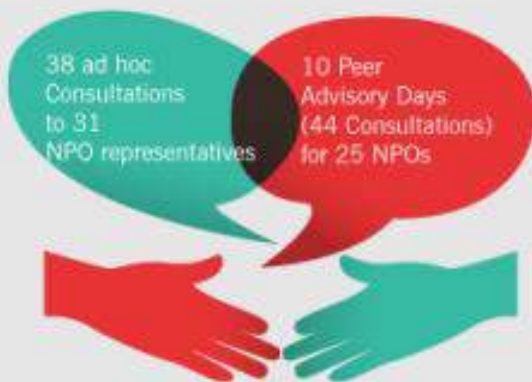 38 ad hoc
Consultations
to 31
NPO representatives
10 Peer
Advisory Days
(44 Consultations)
for 25 NPOs